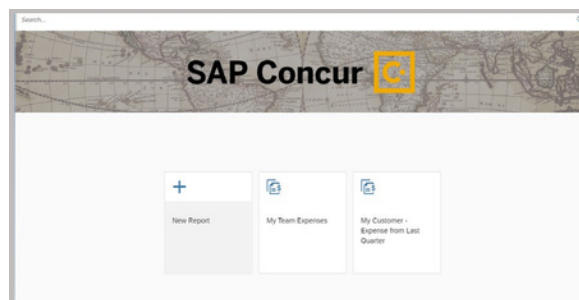 Search...
SAP Concur C
New Report
My Team Expenses
My Customer -
Expense from Last
Quarter